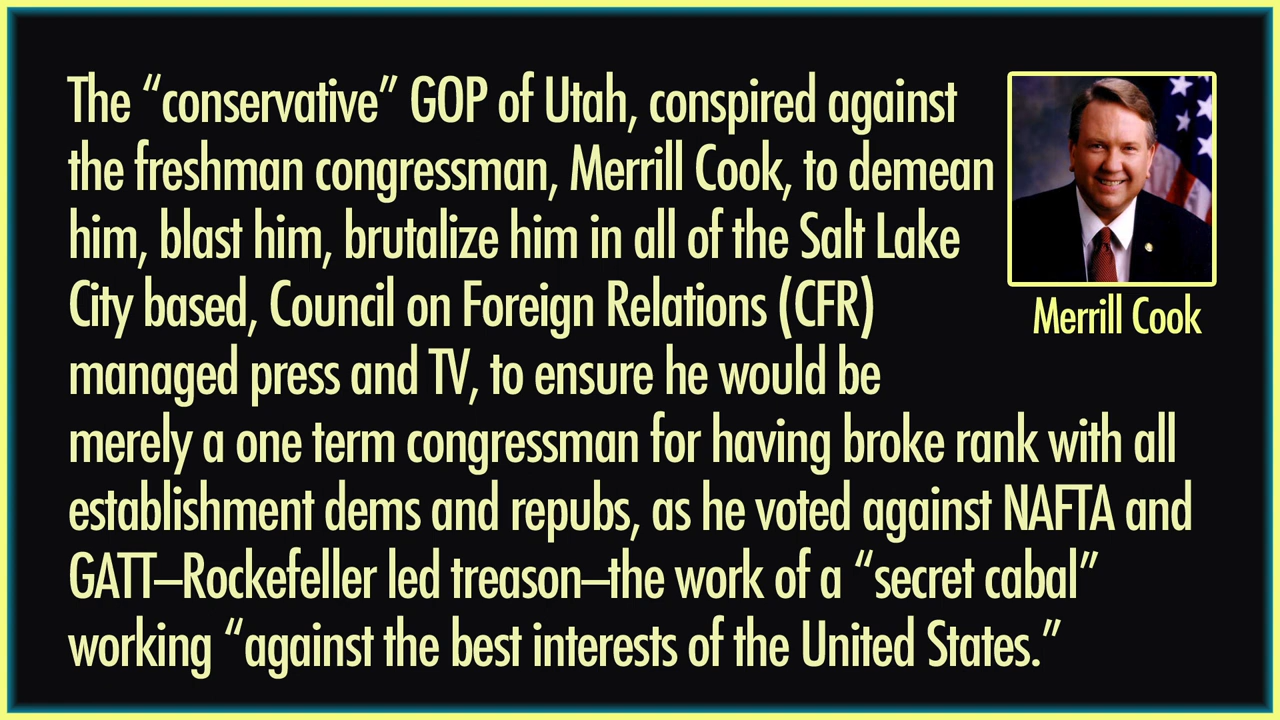 The “conservative” GOP of Utah, conspired against
the freshman congressman, Merrill Cook, to demean
him, blast him, brutalize him in all of the Salt Lake
City based, Council on Foreign Relations (CFR)
managed press and TV, to ensure he would be
merely a one term congressman for having broke rank with all
establishment dems and repubs, as he voted against NAFTA and
GATT–Rockefeller led treason–the work of a “secret cabal”
working “against the best interests of the United States.”
Merrill Cook